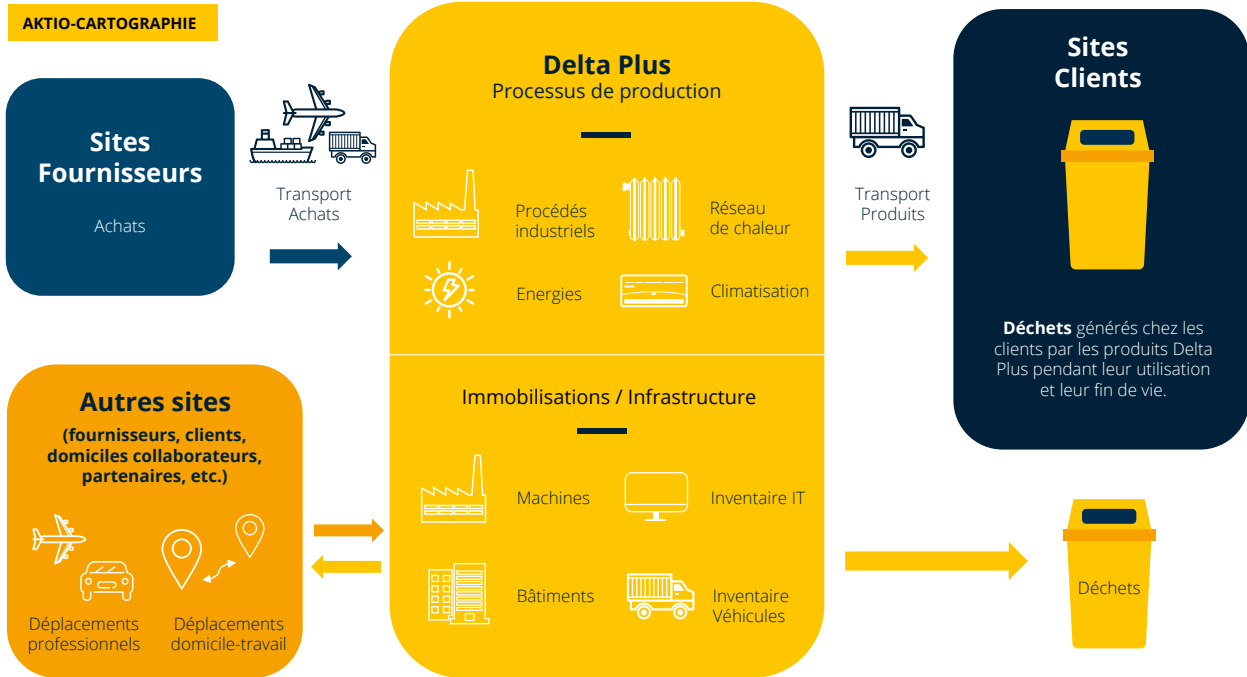 AKTIO-CARTOGRAPHIE
Sites
Fournisseurs
Achats
Transport
Achats
Delta Plus
Processus de production
Procédés
industriels
Réseau
de chaleur
Energies
Climatisation
Immobilisations / Infrastructure
Machines
Inventaire IT
Bâtiments
Inventaire
Véhicules
Transport
Produits
Sites
Clients
Déchets générés chez les
clients par les produits Delta
Plus pendant leur utilisation
et leur fin de vie.
Autres sites
(fournisseurs, clients,
domiciles collaborateurs,
partenaires, etc.)
Déplacements
professionnels
Déplacements
domicile-travail
Déchets